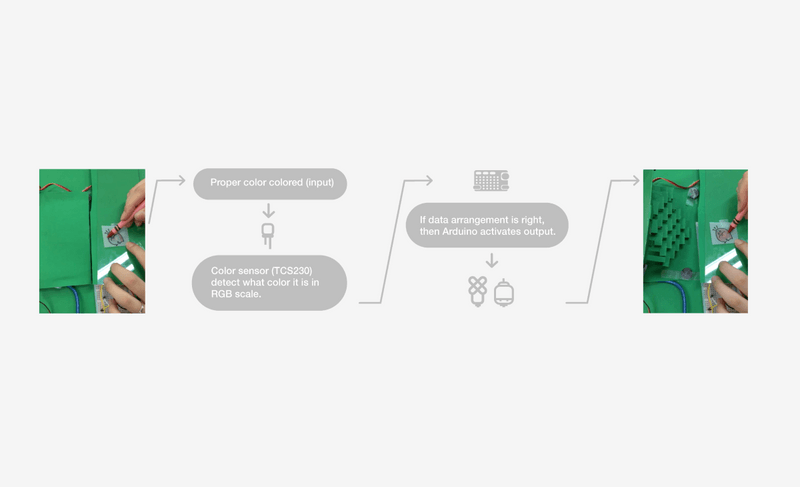 Proper color colored (input)
Color sensor (TCS230)
detect what color it is in
RGB scale.
If data arrangement is right,
then Arduino activates output.